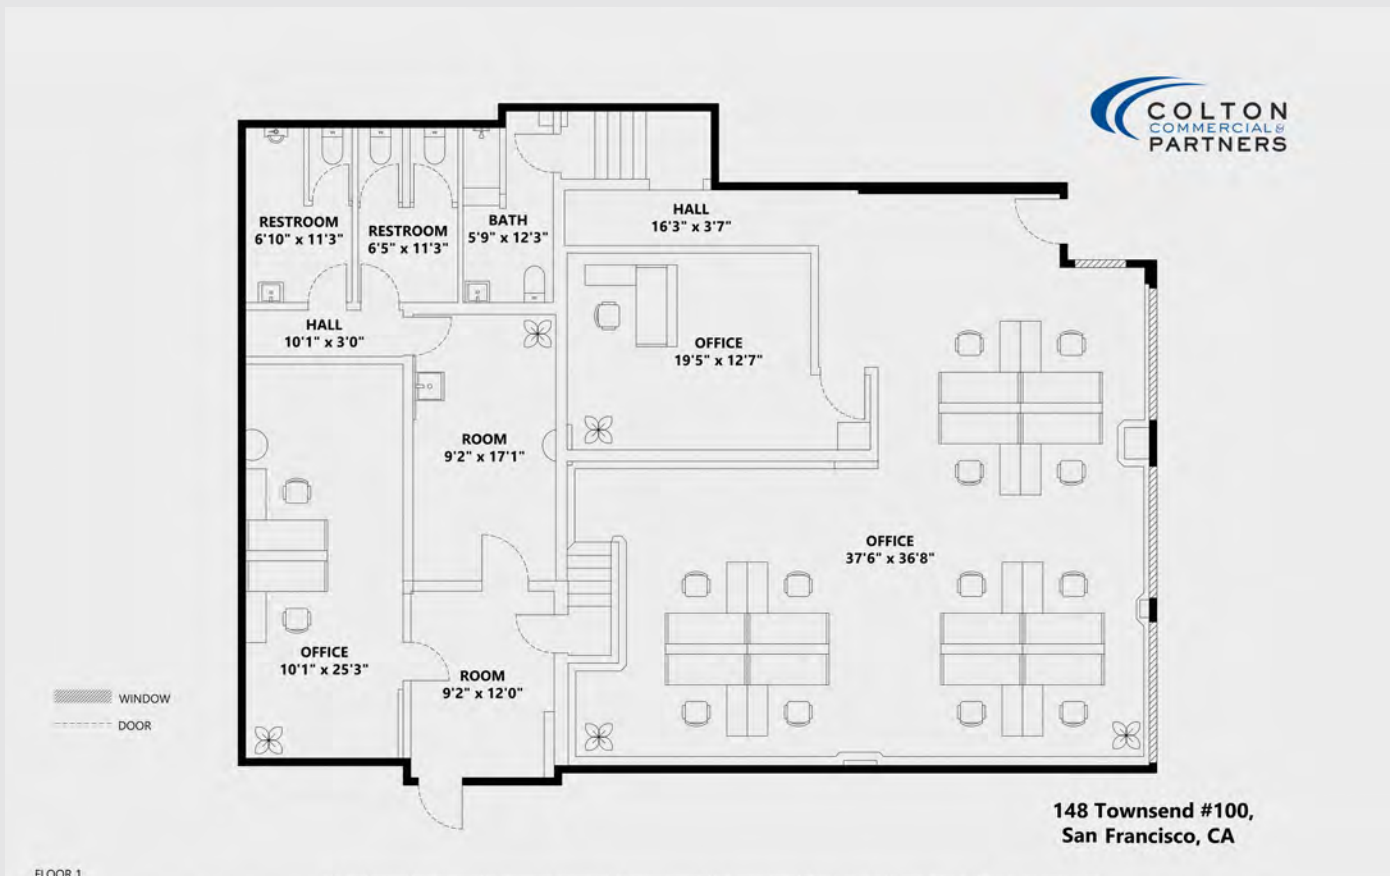 COLTON
COMMERCIAL &
PARTNERS
RESTROOM
6'10" x 11'3"
RESTROOM
6'5" x 11'3"
BATH
5'9" x 12'3"
HALL
16'3" x 3'7"
HALL
10'1" x 3'0"
OFFICE
19'5" x 12'7"
ROOM
9'2" x 17'1"
OFFICE
37'6" x 36'8"
OFFICE
10'1" x 25'3"
ROOM
9'2" x 12'0"
WINDOW
DOOR
148 Townsend #100,
San Francisco, CA
FLOOR 1